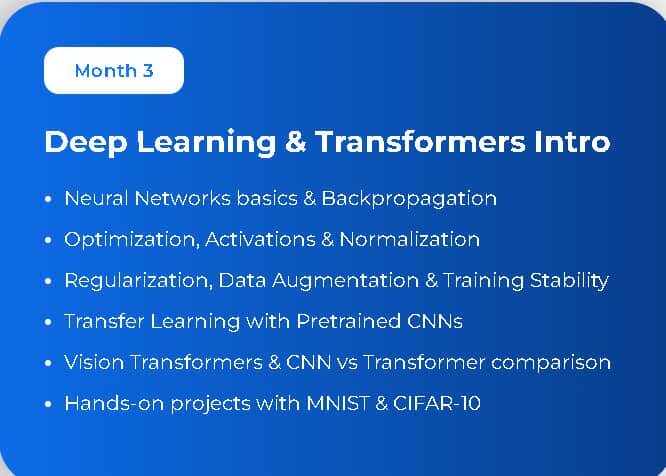 Month 3
Deep Learning & Transformers Intro
• Neural Networks basics & Backpropagation
• Optimization, Activations & Normalization
• Regularization, Data Augmentation & Training Stability
• Transfer Learning with Pretrained CNNs
• Vision Transformers & CNN vs Transformer comparison
• Hands-on projects with MNIST & CIFAR-10